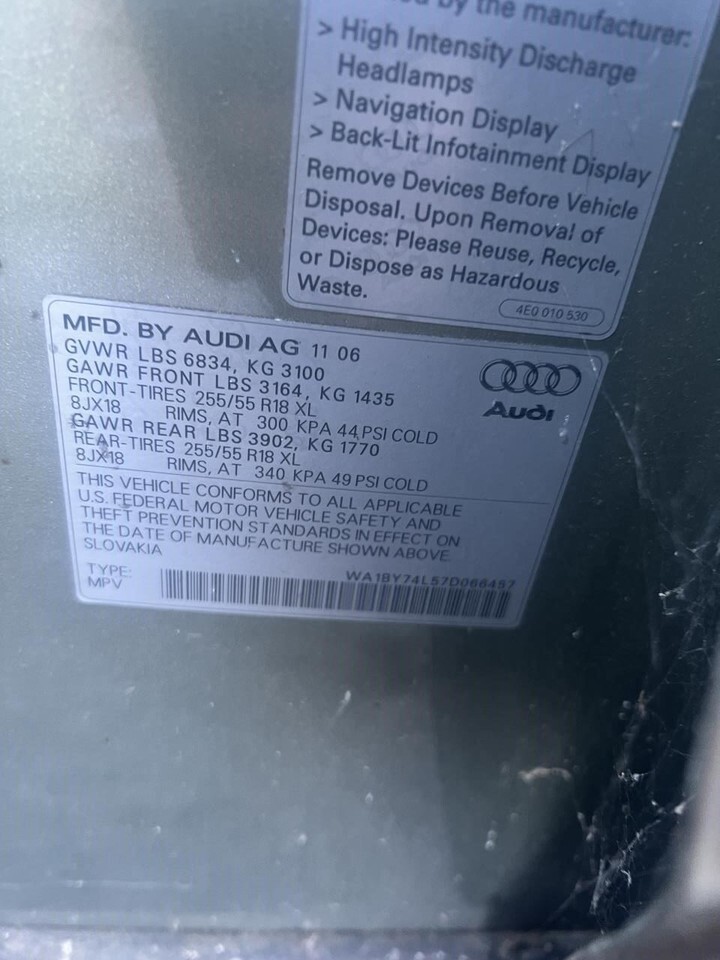 by the manufacturer:
> High Intensity Discharge
Headlamps
> Navigation Display
> Back-Lit Infotainment Display
Remove Devices Before Vehicle
Disposal. Upon Removal of
Devices: Please Reuse, Recycle,
or Dispose as Hazardous
Waste.
4E0 010 530
MFD. BY AUDI AG 11 06
GVWR LBS 6834, KG 3100
GAWR FRONT LBS 3164, KG 1435
FRONT-TIRES 255/55 R18 XL
8JX18 RIMS, AT 300 KPA 44 PSI COLD
GAWR REAR LBS 3902, KG 1770
REAR-TIRES 255/55 R18 XL
8JX18 RIMS, AT 340 KPA 49 PSI COLD
Audi
THIS VEHICLE CONFORMS TO ALL APPLICABLE
U.S. FEDERAL MOTOR VEHICLE SAFETY AND
THEFT PREVENTION STANDARDS IN EFFECT ON
THE DATE OF MANUFACTURE SHOWN ABOVE
SLOVAKIA
TYPE: WA1BY74L57D066457
MPV